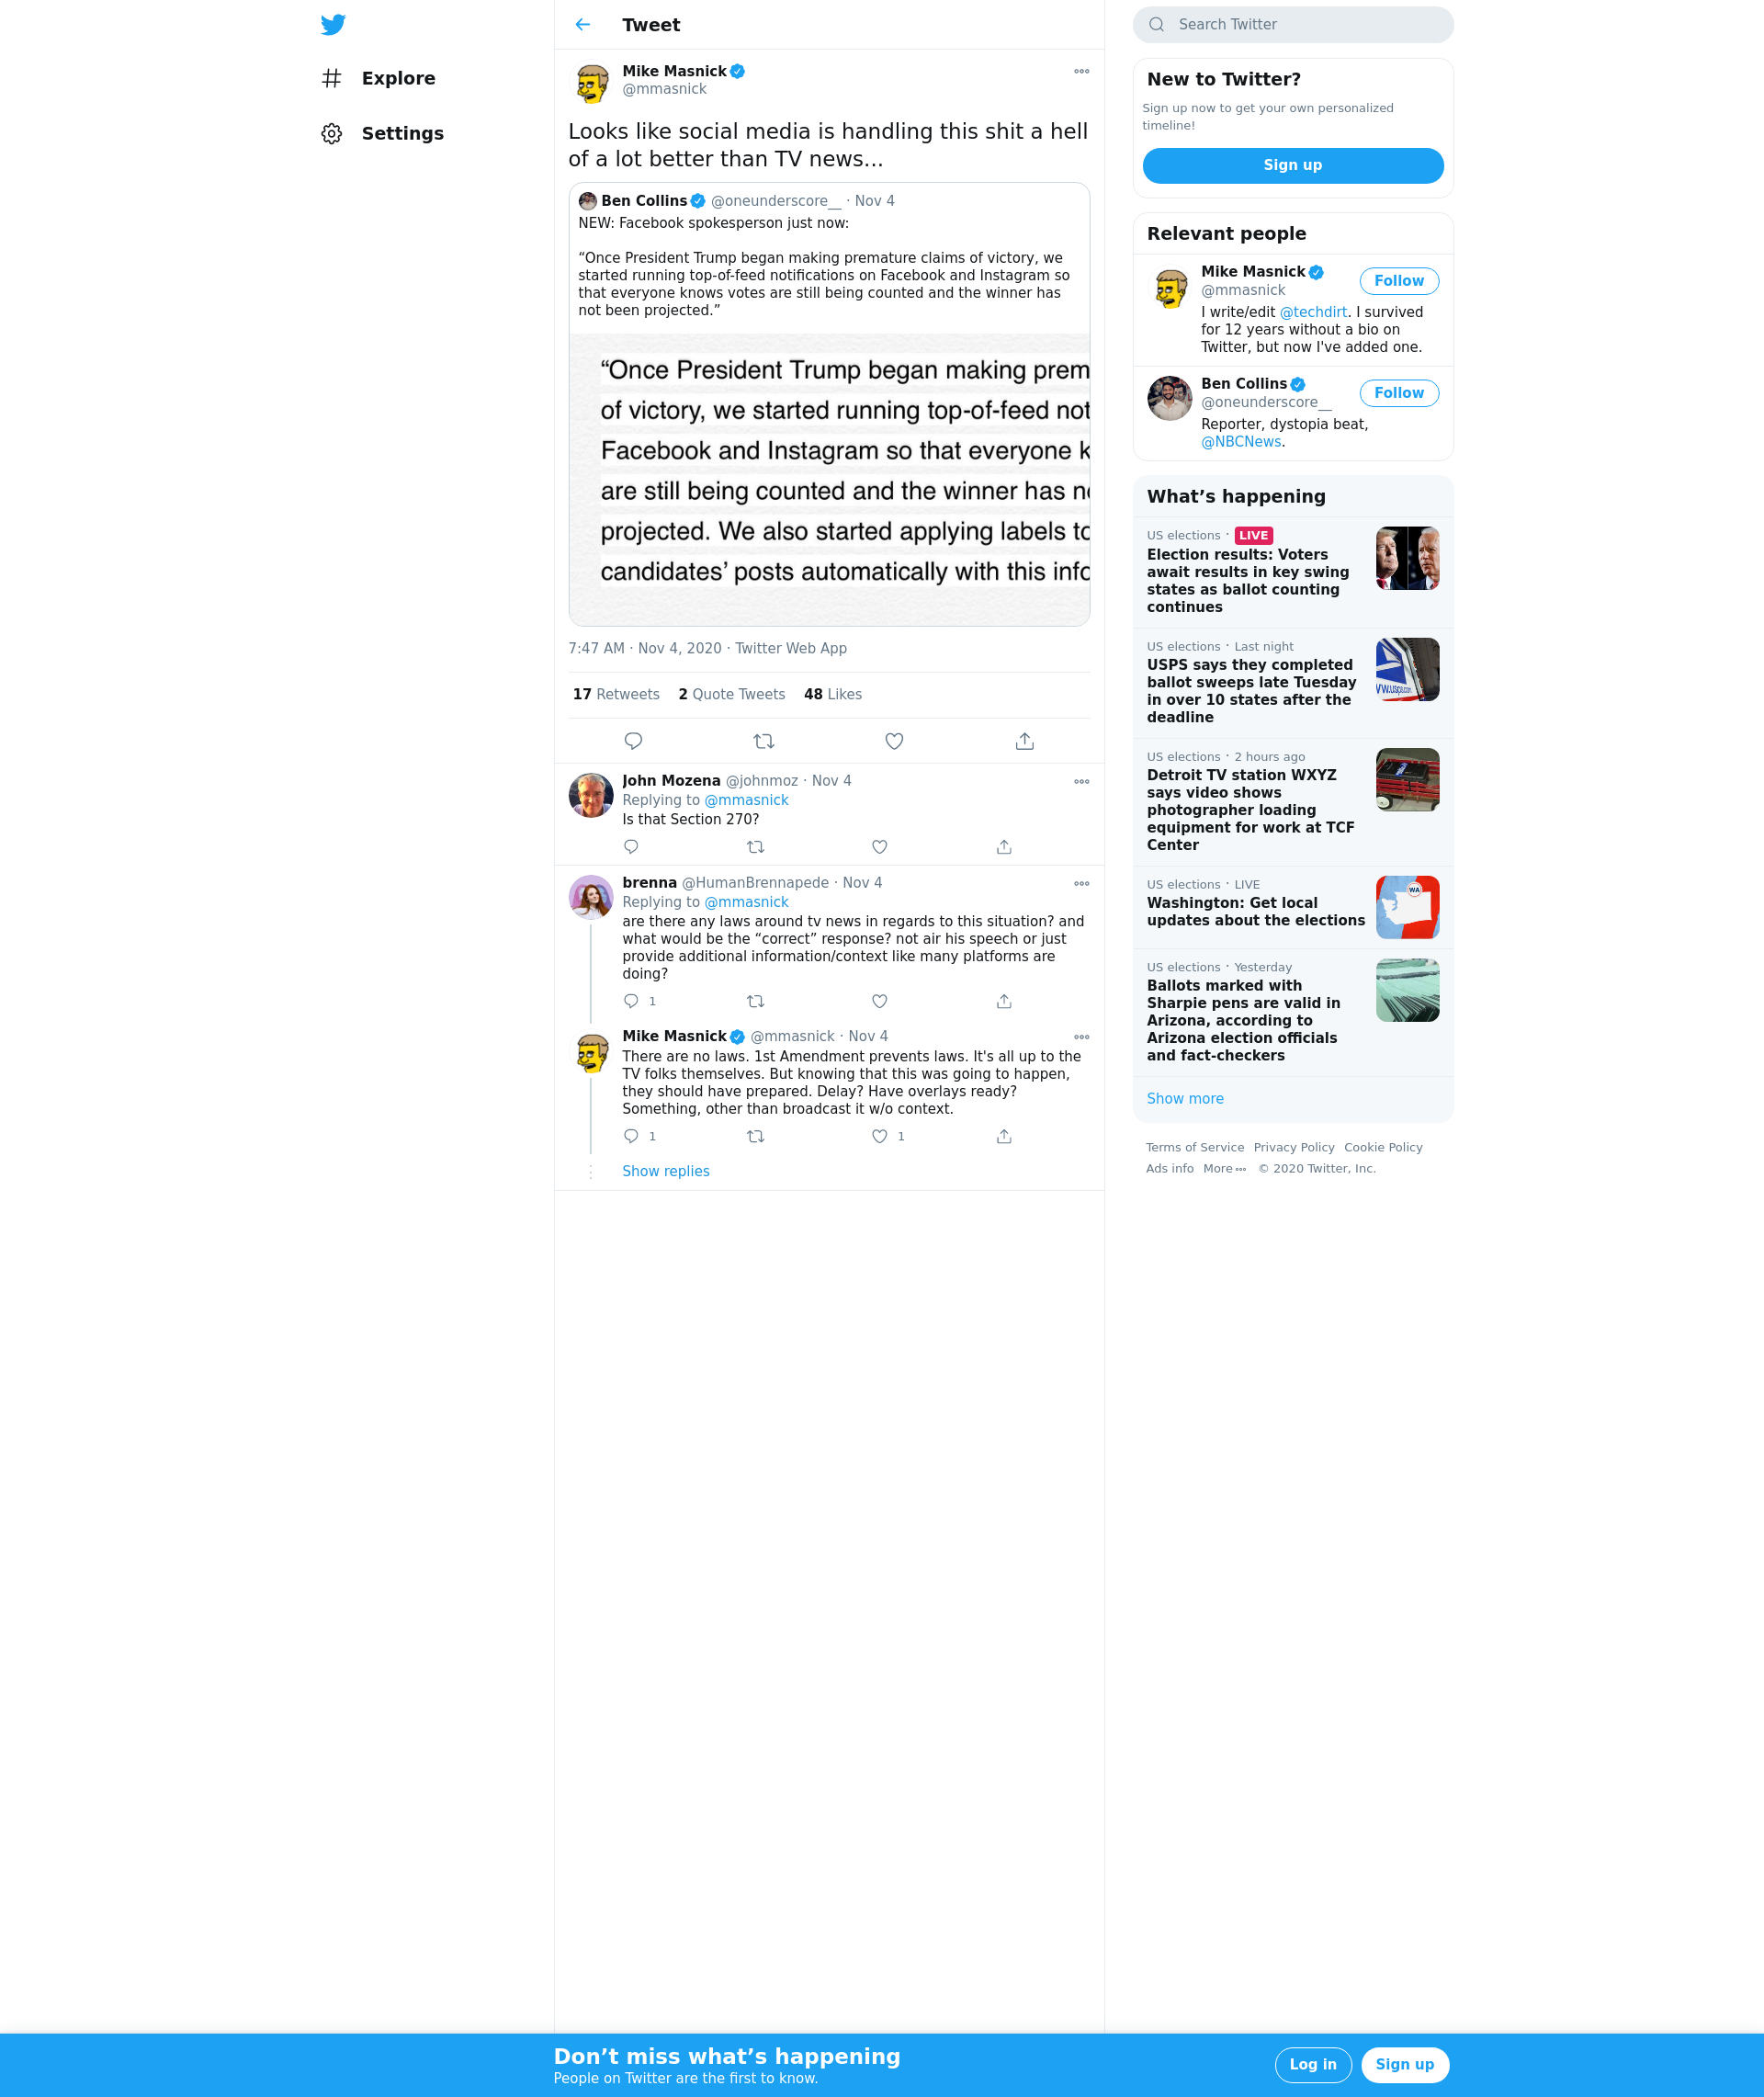 Explore
Settings
Tweet
Mike Masnick
@mmasnick
Looks like social media is handling this shit a hell
of a lot better than TV news...
Ben Collins @oneunderscore__ · Nov 4
NEW: Facebook spokesperson just now:
“Once President Trump began making premature claims of victory, we
started running top-of-feed notifications on Facebook and Instagram so
that everyone knows votes are still being counted and the winner has
not been projected.”
“Once President Trump began making prem
of victory, we started running top-of-feed not
Facebook and Instagram so that everyone k
are still being counted and the winner has n
projected. We also started applying labels to
candidates’ posts automatically with this info
7:47 AM · Nov 4, 2020 · Twitter Web App
17 Retweets 2 Quote Tweets 48 Likes
John Mozena @johnmoz · Nov 4
Replying to @mmasnick
Is that Section 270?
brenna @HumanBrennapede · Nov 4
Replying to @mmasnick
are there any laws around tv news in regards to this situation? and
what would be the “correct” response? not air his speech or just
provide additional information/context like many platforms are
doing?
1
Mike Masnick @mmasnick · Nov 4
There are no laws. 1st Amendment prevents laws. It's all up to the
TV folks themselves. But knowing that this was going to happen,
they should have prepared. Delay? Have overlays ready?
Something, other than broadcast it w/o context.
1 1
Show replies
Search Twitter
New to Twitter?
Sign up now to get your own personalized
timeline!
Sign up
Relevant people
Mike Masnick
@mmasnick
Follow
I write/edit @techdirt. I survived
for 12 years without a bio on
Twitter, but now I've added one.
Ben Collins
@oneunderscore__
Follow
Reporter, dystopia beat,
@NBCNews.
What’s happening
US elections · LIVE
Election results: Voters
await results in key swing
states as ballot counting
continues
US elections · Last night
USPS says they completed
ballot sweeps late Tuesday
in over 10 states after the
deadline
US elections · 2 hours ago
Detroit TV station WXYZ
says video shows
photographer loading
equipment for work at TCF
Center
US elections · LIVE
Washington: Get local
updates about the elections
WA
US elections · Yesterday
Ballots marked with
Sharpie pens are valid in
Arizona, according to
Arizona election officials
and fact-checkers
Show more
Terms of Service Privacy Policy Cookie Policy
Ads info More © 2020 Twitter, Inc.
Don’t miss what’s happening
People on Twitter are the first to know.
Log in
Sign up